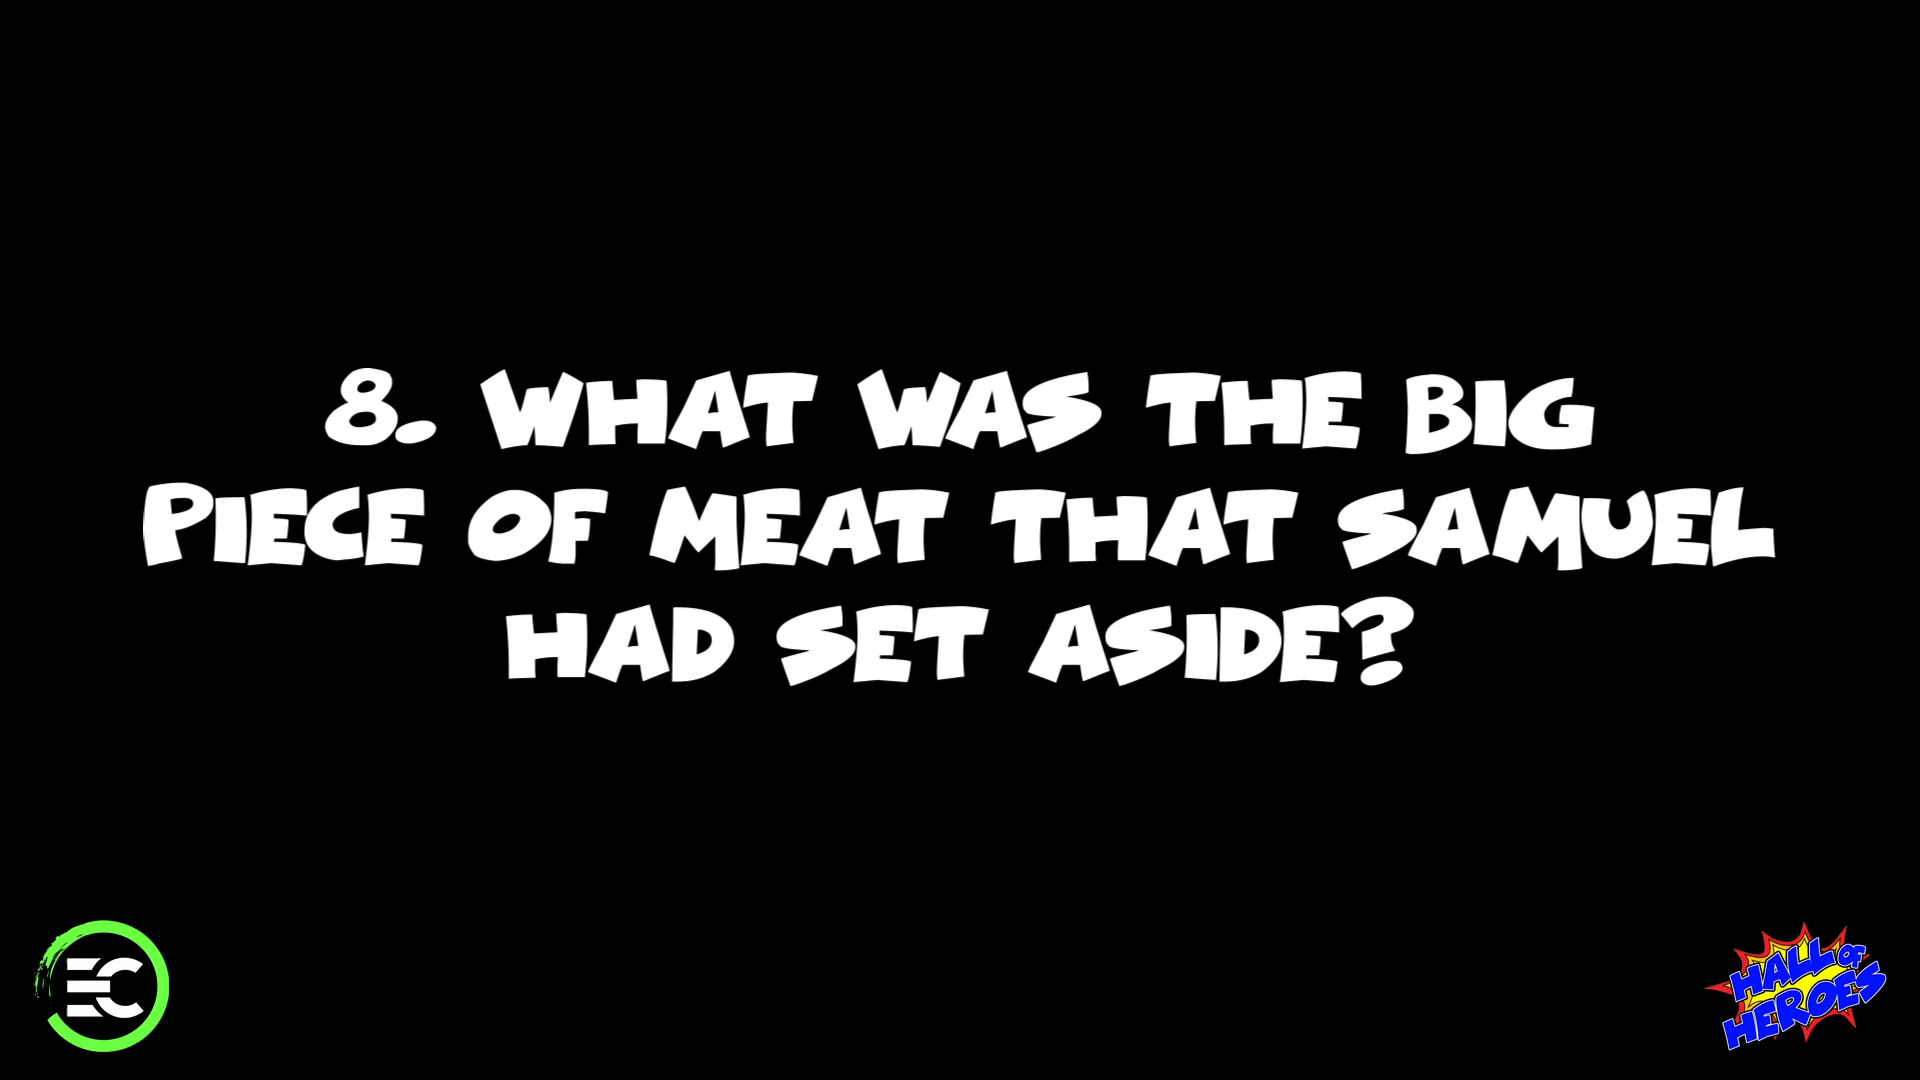 8. WHAT WAS THE BIG
PIECE OF MEAT THAT SAMUEL
HAD SET ASIDE?
EC
HALL OF
HEROES